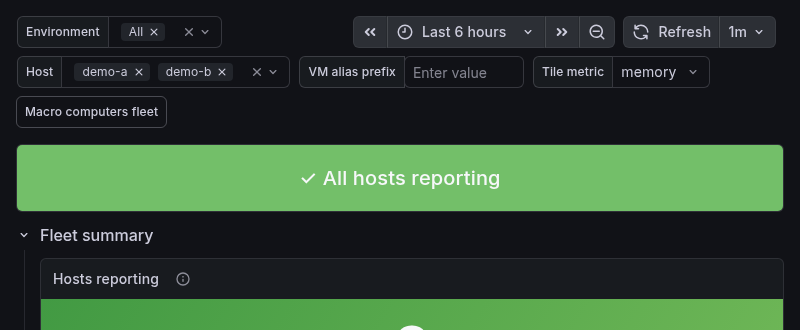 Environment All Last 6 hours Refresh 1m
Host demo-a demo-b VM alias prefix Enter value Tile metric memory
Macro computers fleet
All hosts reporting
Fleet summary
Hosts reporting